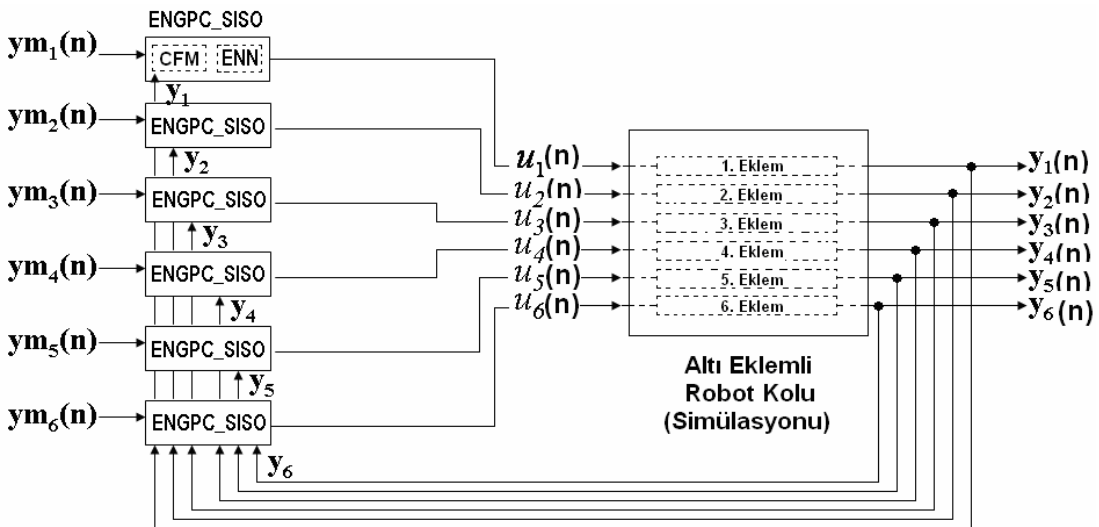 ENGPC_SISO
ym1(n)
CFM ENN
y1
ym2(n)
ENGPC_SISO
y2
ym3(n)
ENGPC_SISO
y3
ym4(n)
ENGPC_SISO
y4
ym5(n)
ENGPC_SISO
y5
ym6(n)
ENGPC_SISO
y6
u1(n)
u2(n)
u3(n)
u4(n)
u5(n)
u6(n)
1. Eklem
2. Eklem
3. Eklem
4. Eklem
5. Eklem
6. Eklem
Altı Eklemli
Robot Kolu
(Simülasyonu)
y1(n)
y2(n)
y3(n)
y4(n)
y5(n)
y6(n)